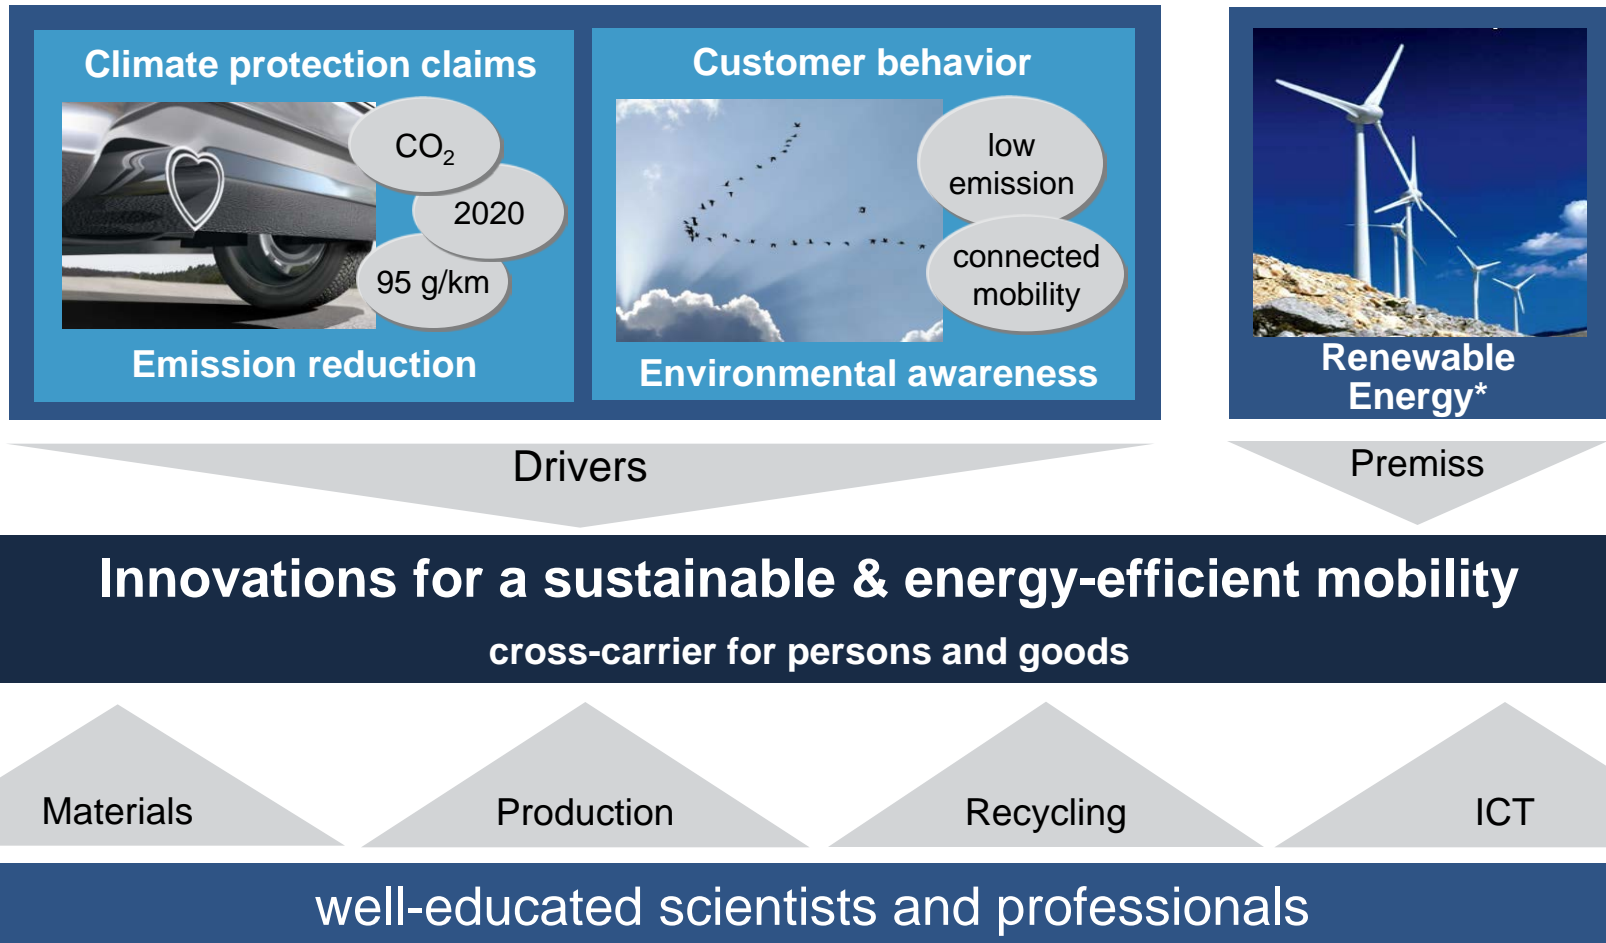 Climate protection claims
CO₂
2020
95 g/km
Emission reduction
Customer behavior
low
emission
connected
mobility
Environmental awareness
Renewable
Energy*
Drivers
Premiss
Innovations for a sustainable & energy-efficient mobility
cross-carrier for persons and goods
Materials
Production
Recycling
ICT
well-educated scientists and professionals